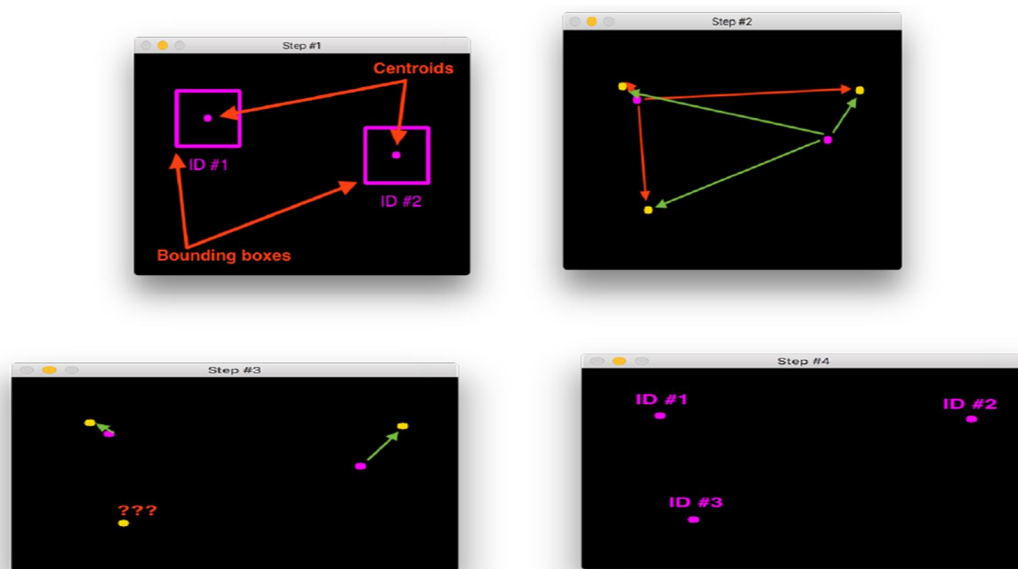 Step #1
Centroids
ID #1
ID #2
Bounding boxes
Step #2
Step #3
???
Step #4
ID #1
ID #2
ID #3